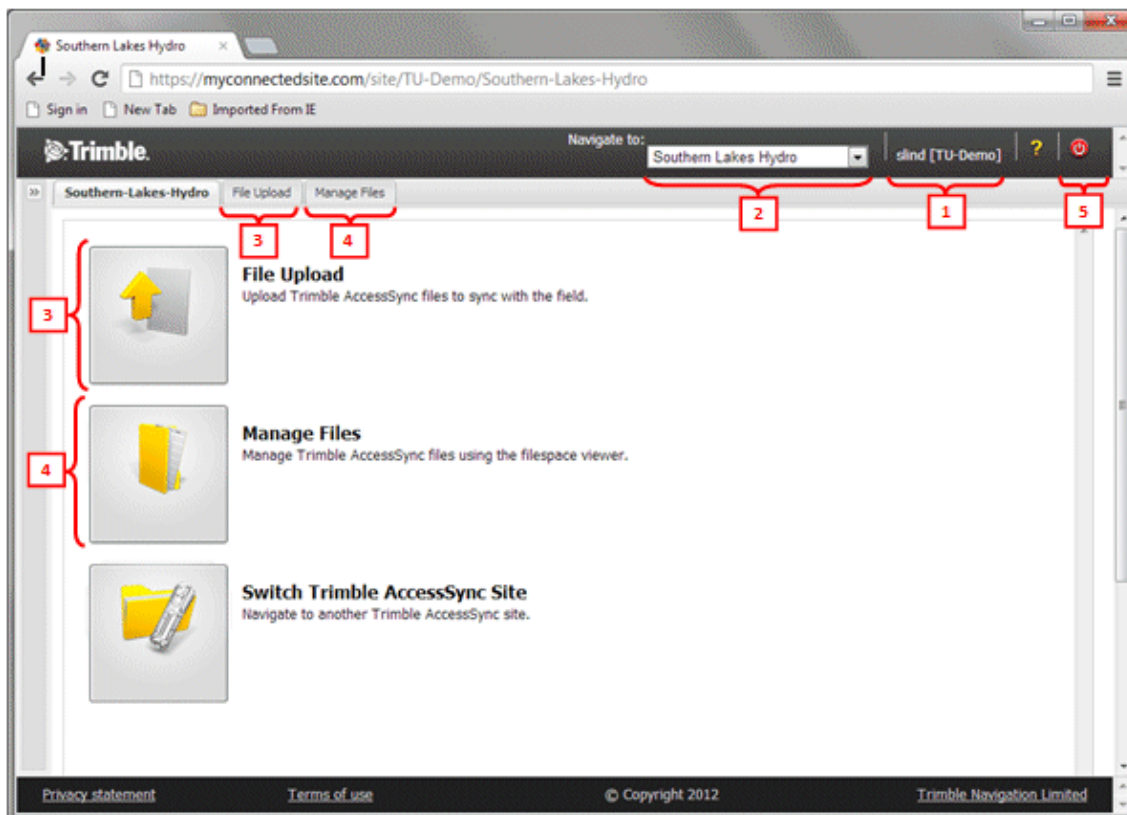 Southern Lakes Hydro
https://myconnectedsite.com/site/TU-Demo/Southern-Lakes-Hydro
Sign in New Tab Imported From IE
Trimble. Navigate to: Southern Lakes Hydro slind [TU-Demo] ?
2 1 5
Southern-Lakes-Hydro File Upload Manage Files
3 4
3
File Upload
Upload Trimble AccessSync files to sync with the field.
4
Manage Files
Manage Trimble AccessSync files using the filespace viewer.
Switch Trimble AccessSync Site
Navigate to another Trimble AccessSync site.
Privacy statement Terms of use © Copyright 2012 Trimble Navigation Limited